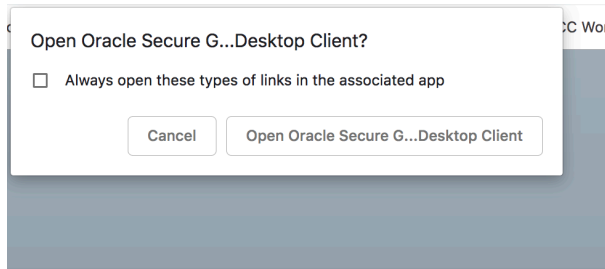 Open Oracle Secure G...Desktop Client?
Always open these types of links in the associated app
Cancel
Open Oracle Secure G...Desktop Client